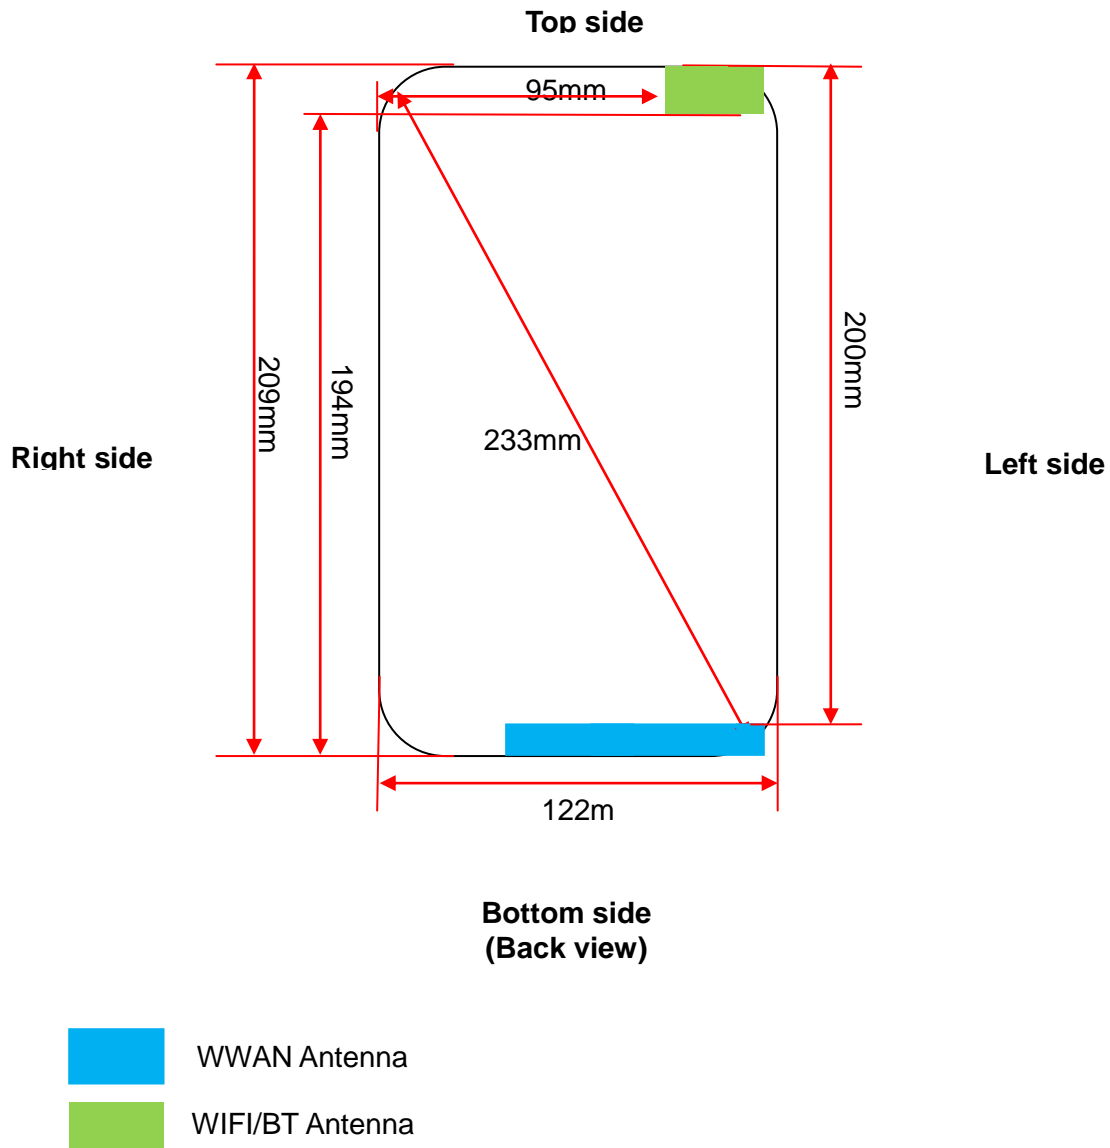 Top side
95mm
209mm
194mm
200mm
233mm
Right side
Left side
122m
Bottom side
(Back view)
WWAN Antenna
WIFI/BT Antenna